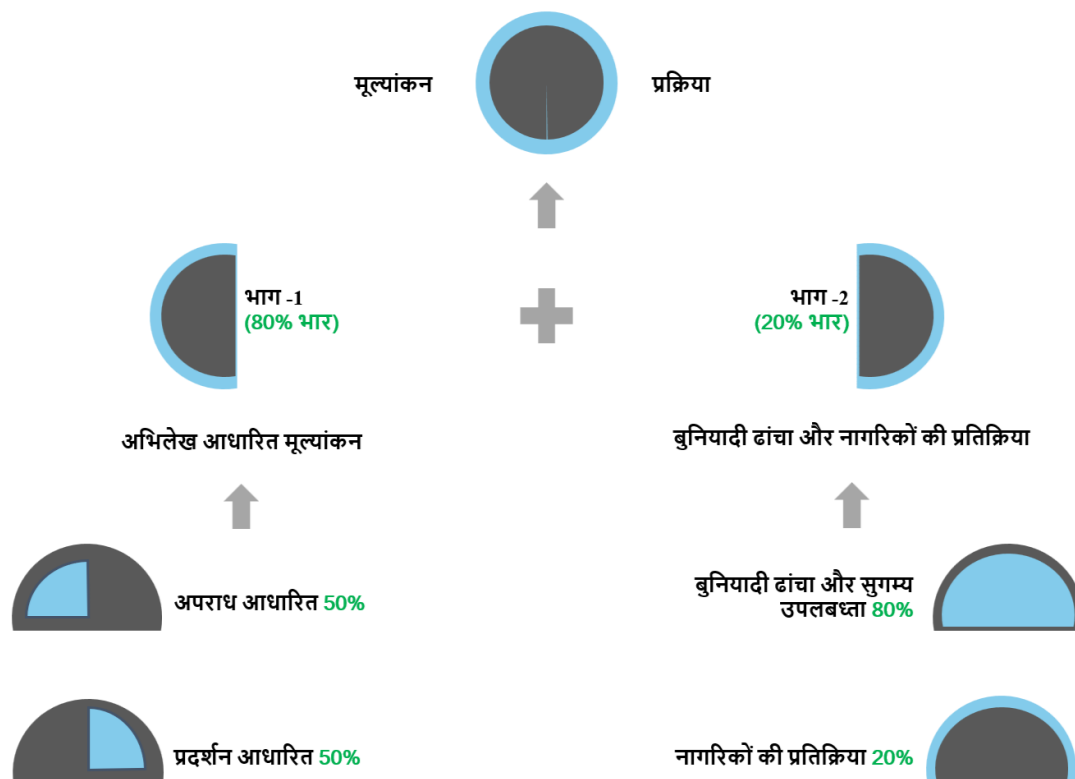 मूल्यांकन प्रक्रिया
भाग -1
(80% भार)
भाग -2
(20% भार)
अभिलेख आधारित मूल्यांकन
बुनियादी ढांचा और नागरिकों की प्रतिक्रिया
अपराध आधारित 50%
बुनियादी ढांचा और सुगम्य
उपलबध्ता 80%
प्रदर्शन आधारित 50%
नागरिकों की प्रतिक्रिया 20%